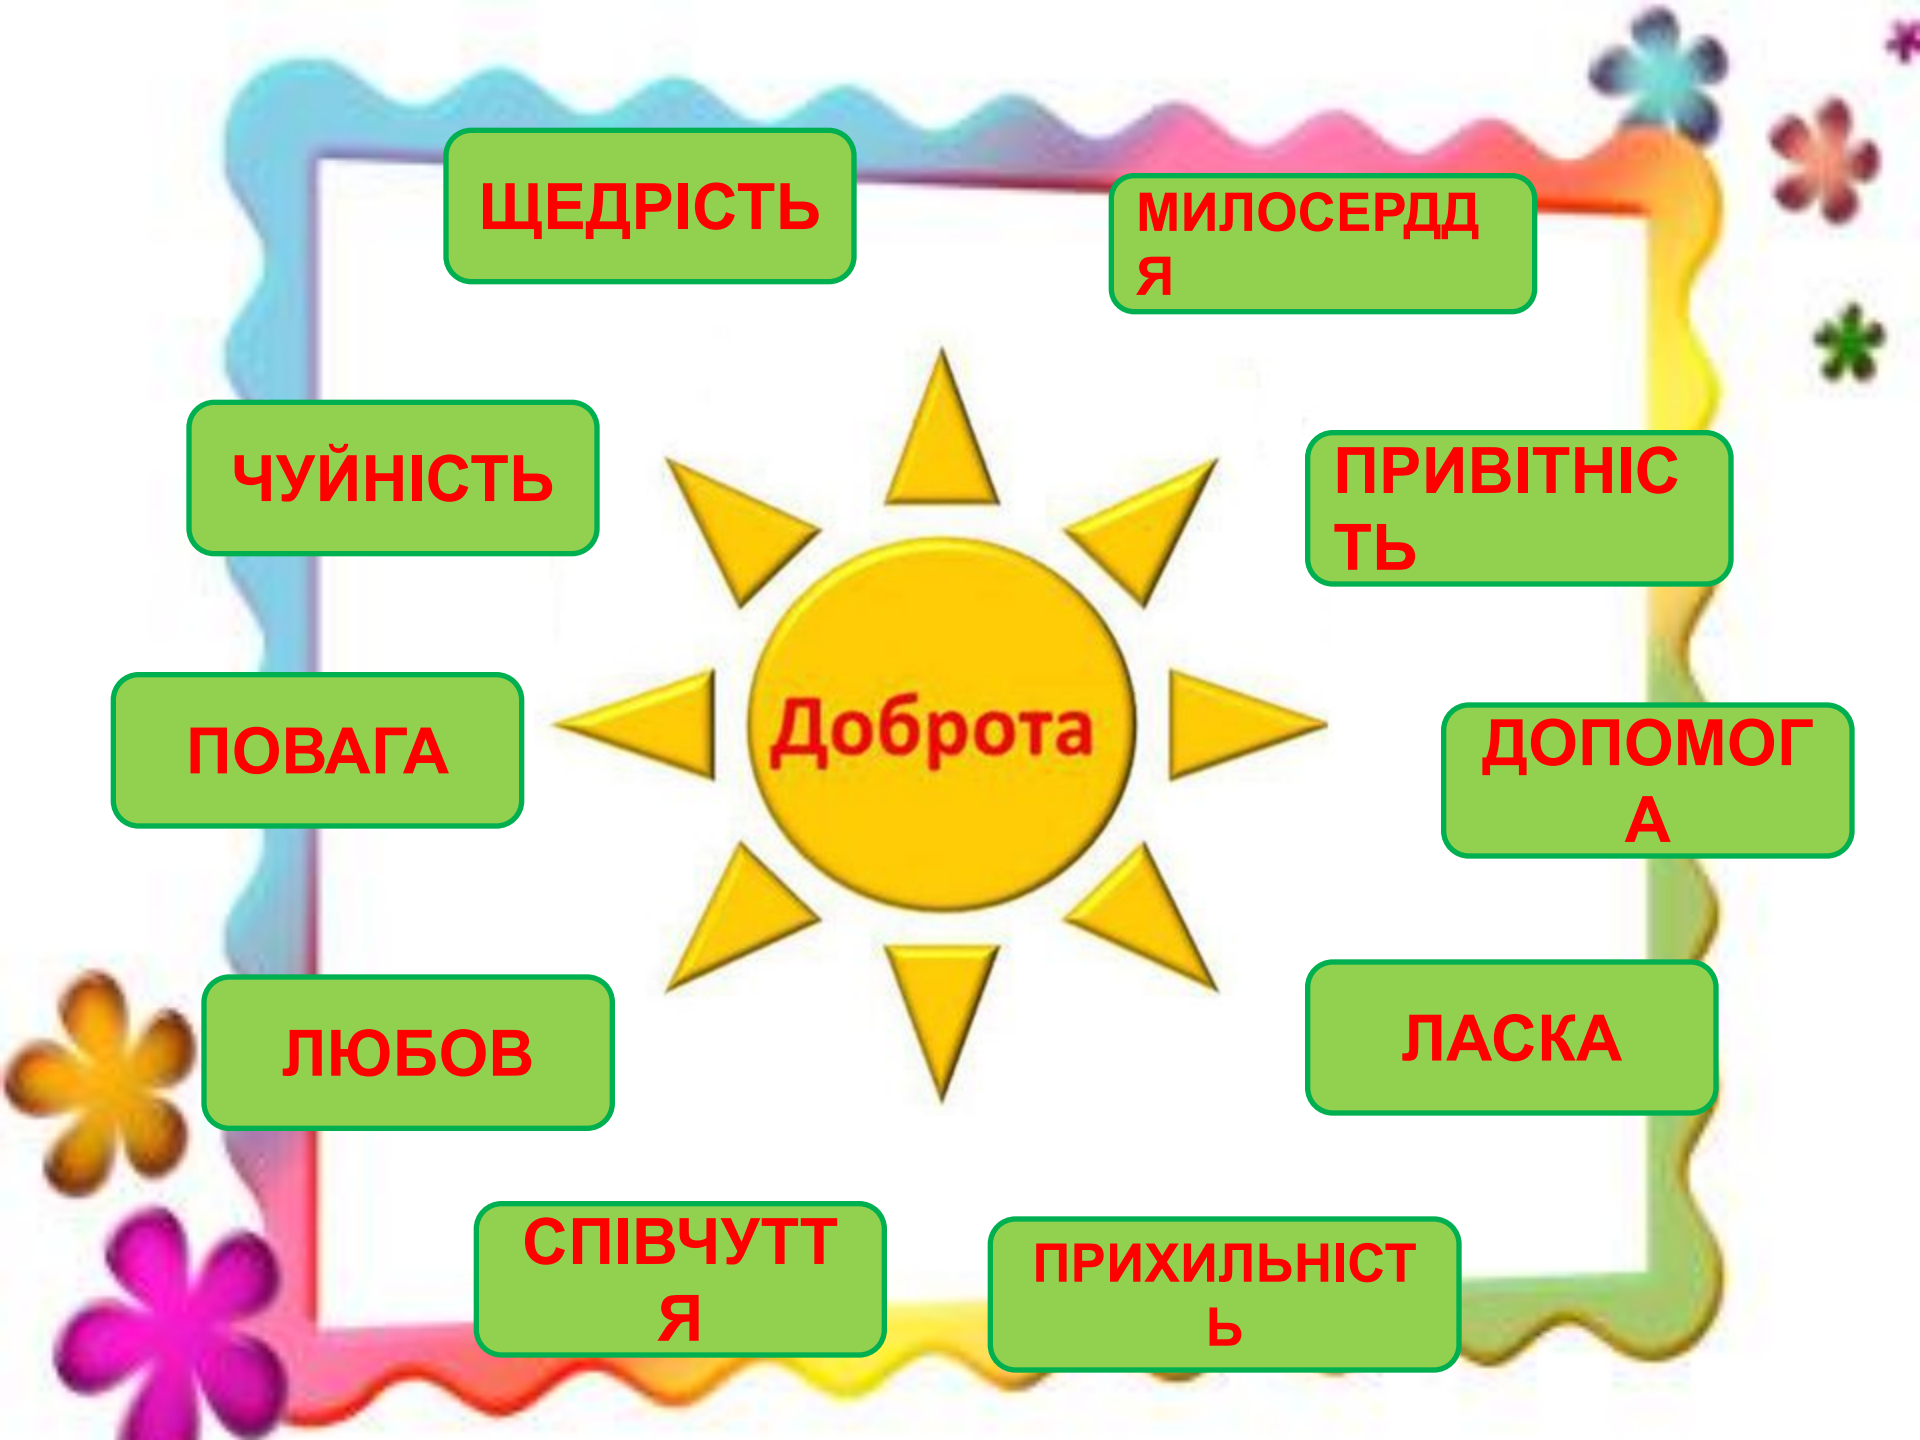 ЩЕДРІСТЬ
МИЛОСЕРДД
Я
ЧУЙНІСТЬ
ПРИВІТНІС
ТЬ
ПОВАГА
Доброта
ДОПОМОГ
А
ЛЮБОВ
ЛАСКА
СПІВЧУТТ
Я
ПРИХИЛЬНІСТ
Ь